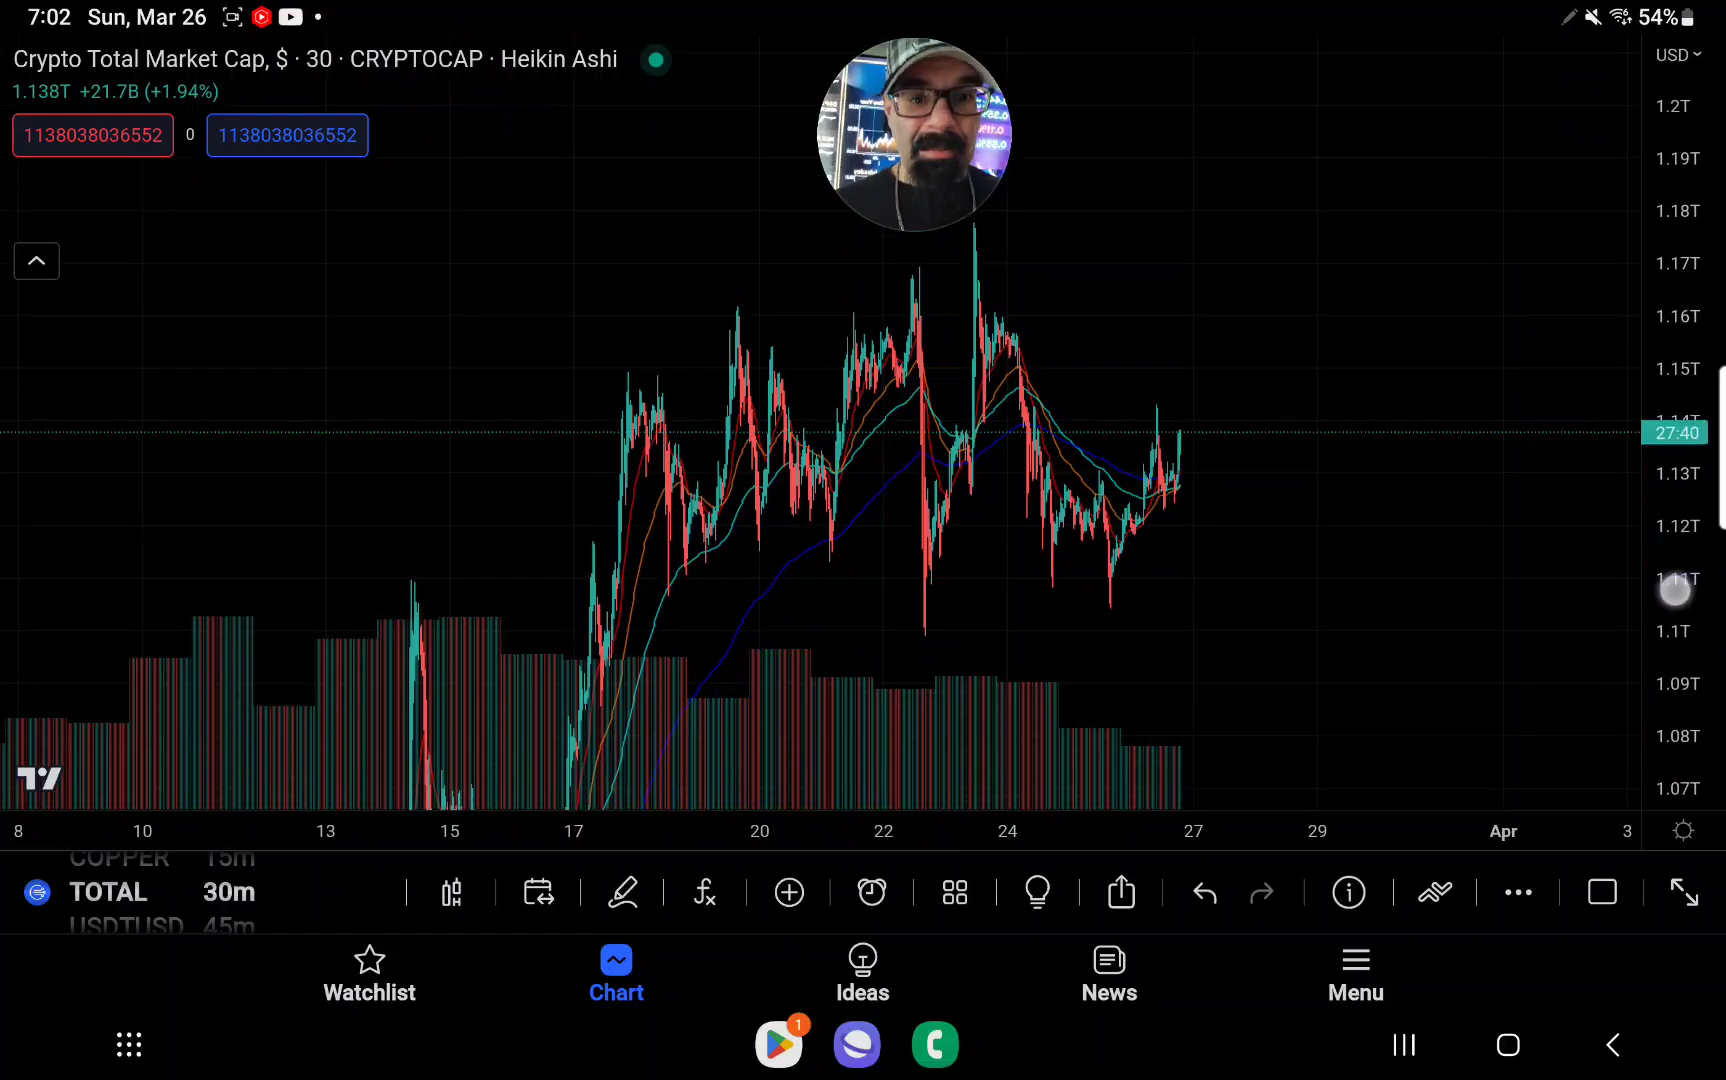 7:02 Sun, Mar 26 54%
Crypto Total Market Cap, $ · 30 · CRYPTOCAP · Heikin Ashi
USD
1.138T +21.7B (+1.94%)
1138038036552 0 1138038036552
1.2T
1.19T
1.18T
1.17T
1.16T
1.15T
1.14T
27:40
1.13T
1.12T
1.11T
1.1T
1.09T
1.08T
1.07T
8 10 13 15 17 20 22 24 27 29 Apr 3
COPPER 15m
TOTAL 30m
USDTUSD 45m
Watchlist Chart Ideas News Menu
1